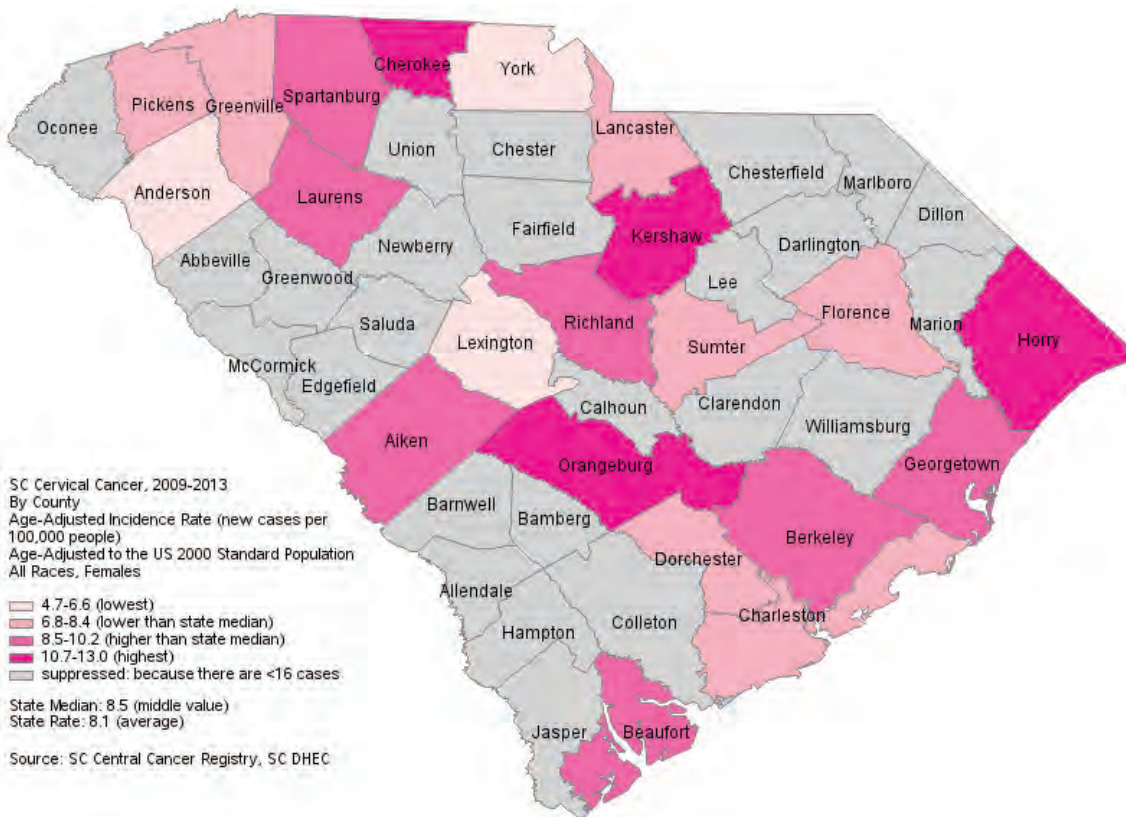 Cherokee
York
Spartanburg
Pickens
Greenville
Lancaster
Oconee
Union
Chester
Chesterfield
Marlboro
Anderson
Laurens
Dillon
Fairfield
Kershaw
Newberry
Darlington
Abbeville
Greenwood
Lee
Saluda
Richland
Florence
Marion
Horry
Lexington
Sumter
McCormick
Edgefield
Calhoun
Clarendon
Williamsburg
Aiken
Orangeburg
Georgetown
Barnwell
Bamberg
Berkeley
Dorchester
Allendale
Charleston
Colleton
Hampton
Jasper
Beaufort
SC Cervical Cancer, 2009-2013
By County
Age-Adjusted Incidence Rate (new cases per
100,000 people)
Age-Adjusted to the US 2000 Standard Population
All Races, Females
4.7-6.6 (lowest)
6.8-8.4 (lower than state median)
8.5-10.2 (higher than state median)
10.7-13.0 (highest)
suppressed: because there are <16 cases
State Median: 8.5 (middle value)
State Rate: 8.1 (average)
Source: SC Central Cancer Registry, SC DHEC